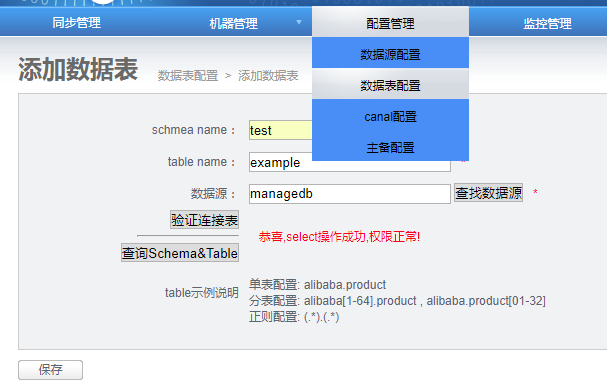 同步管理 机器管理 配置管理 监控管理
数据源配置
数据表配置
canal配置
主备配置
添加数据表 数据表配置 > 添加数据表
schmea name： test
table name： example *
数据源： managedb 查找数据源 *
验证连接表
恭喜,select操作成功,权限正常!
查询Schema&Table
table示例说明 单表配置: alibaba.product
分表配置: alibaba[1-64].product , alibaba.product[01-32]
正则配置: (.*).(.*)
保存